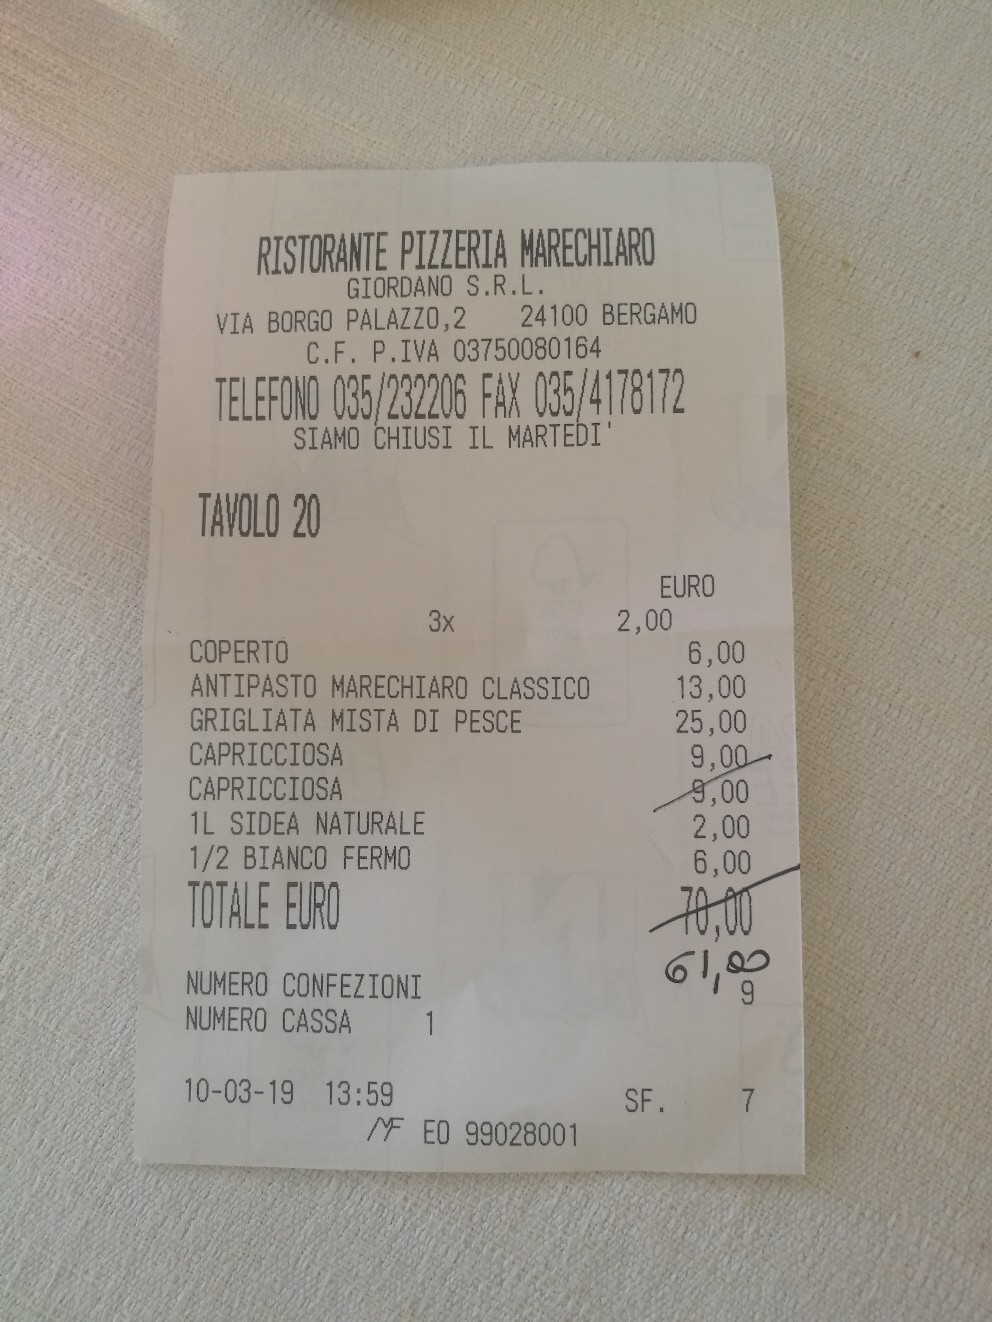 RISTORANTE PIZZERIA MARECHIARO
GIORDANO S.R.L.
VIA BORGO PALAZZO,2 24100 BERGAMO
C.F. P.IVA 03750080164
TELEFONO 035/232206 FAX 035/4178172
SIAMO CHIUSI IL MARTEDI'
TAVOLO 20
EURO
3x 2,00
COPERTO 6,00
ANTIPASTO MARECHIARO CLASSICO 13,00
GRIGLIATA MISTA DI PESCE 25,00
CAPRICCIOSA 9,00
CAPRICCIOSA 9,00
1L SIDEA NATURALE 2,00
1/2 BIANCO FERMO 6,00
TOTALE EURO 70,00
61,00
NUMERO CONFEZIONI 9
NUMERO CASSA 1
10-03-19 13:59 SF. 7
MF EO 99028001